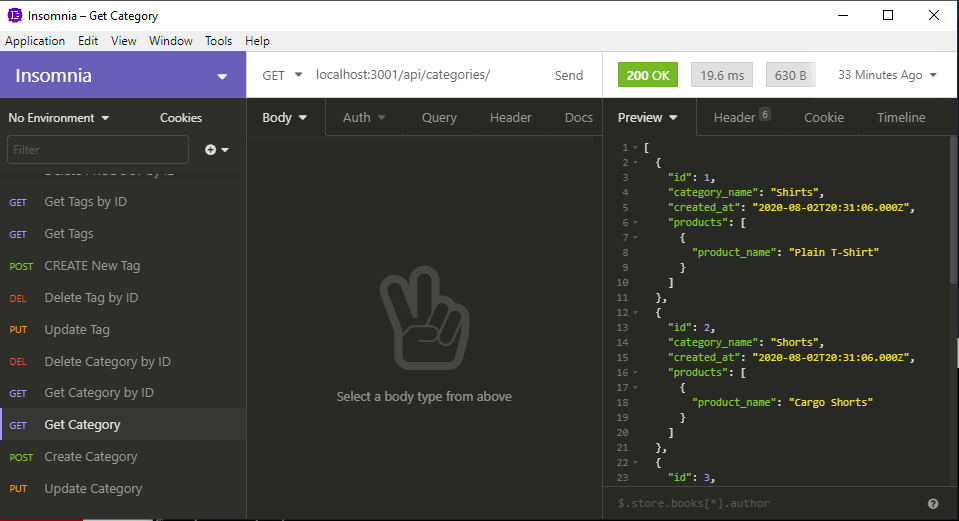 Insomnia – Get Category
Application Edit View Window Tools Help
Insomnia
GET localhost:3001/api/categories/ Send
200 OK 19.6 ms 630 B 33 Minutes Ago
No Environment Cookies
Body Auth Query Header Docs
Preview Header 6 Cookie Timeline
Filter
GET Get Tags by ID
GET Get Tags
POST CREATE New Tag
DEL Delete Tag by ID
PUT Update Tag
DEL Delete Category by ID
GET Get Category by ID
GET Get Category
POST Create Category
PUT Update Category
Select a body type from above
1 [
2 {
3 "id": 1,
4 "category_name": "Shirts",
5 "created_at": "2020-08-02T20:31:06.000Z",
6 "products": [
7 {
8 "product_name": "Plain T-Shirt"
9 }
10 ]
11 },
12 {
13 "id": 2,
14 "category_name": "Shorts",
15 "created_at": "2020-08-02T20:31:06.000Z",
16 "products": [
17 {
18 "product_name": "Cargo Shorts"
19 }
20 ]
21 },
22 {
23 "id": 3,
$.store.books[*].author